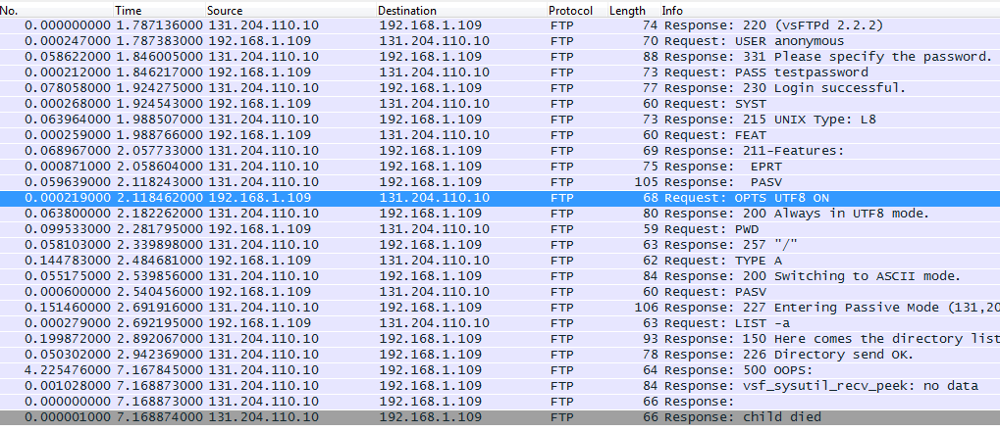 No. Time Source Destination Protocol Length Info
0.000000000 1.787136000 131.204.110.10 192.168.1.109 FTP 74 Response: 220 (vsFTPd 2.2.2)
0.000247000 1.787383000 192.168.1.109 131.204.110.10 FTP 70 Request: USER anonymous
0.058622000 1.846005000 131.204.110.10 192.168.1.109 FTP 88 Response: 331 Please specify the password.
0.000212000 1.846217000 192.168.1.109 131.204.110.10 FTP 73 Request: PASS testpassword
0.078058000 1.924275000 131.204.110.10 192.168.1.109 FTP 77 Response: 230 Login successful.
0.000268000 1.924543000 192.168.1.109 131.204.110.10 FTP 60 Request: SYST
0.063964000 1.988507000 131.204.110.10 192.168.1.109 FTP 73 Response: 215 UNIX Type: L8
0.000259000 1.988766000 192.168.1.109 131.204.110.10 FTP 60 Request: FEAT
0.068967000 2.057733000 131.204.110.10 192.168.1.109 FTP 69 Response: 211-Features:
0.000871000 2.058604000 131.204.110.10 192.168.1.109 FTP 75 Response: EPRT
0.059639000 2.118243000 131.204.110.10 192.168.1.109 FTP 105 Response: PASV
0.000219000 2.118462000 192.168.1.109 131.204.110.10 FTP 68 Request: OPTS UTF8 ON
0.063800000 2.182262000 131.204.110.10 192.168.1.109 FTP 80 Response: 200 Always in UTF8 mode.
0.099533000 2.281795000 192.168.1.109 131.204.110.10 FTP 59 Request: PWD
0.058103000 2.339898000 131.204.110.10 192.168.1.109 FTP 63 Response: 257 "/"
0.144783000 2.484681000 192.168.1.109 131.204.110.10 FTP 62 Request: TYPE A
0.055175000 2.539856000 131.204.110.10 192.168.1.109 FTP 84 Response: 200 Switching to ASCII mode.
0.000600000 2.540456000 192.168.1.109 131.204.110.10 FTP 60 Request: PASV
0.151460000 2.691916000 131.204.110.10 192.168.1.109 FTP 106 Response: 227 Entering Passive Mode (131,20
0.000279000 2.692195000 192.168.1.109 131.204.110.10 FTP 63 Request: LIST -a
0.199872000 2.892067000 131.204.110.10 192.168.1.109 FTP 93 Response: 150 Here comes the directory list
0.050302000 2.942369000 131.204.110.10 192.168.1.109 FTP 78 Response: 226 Directory send OK.
4.225476000 7.167845000 131.204.110.10 192.168.1.109 FTP 64 Response: 500 OOPS:
0.001028000 7.168873000 131.204.110.10 192.168.1.109 FTP 84 Response: vsf_sysutil_recv_peek: no data
0.000000000 7.168873000 131.204.110.10 192.168.1.109 FTP 66 Response:
0.000001000 7.168874000 131.204.110.10 192.168.1.109 FTP 66 Response: child died